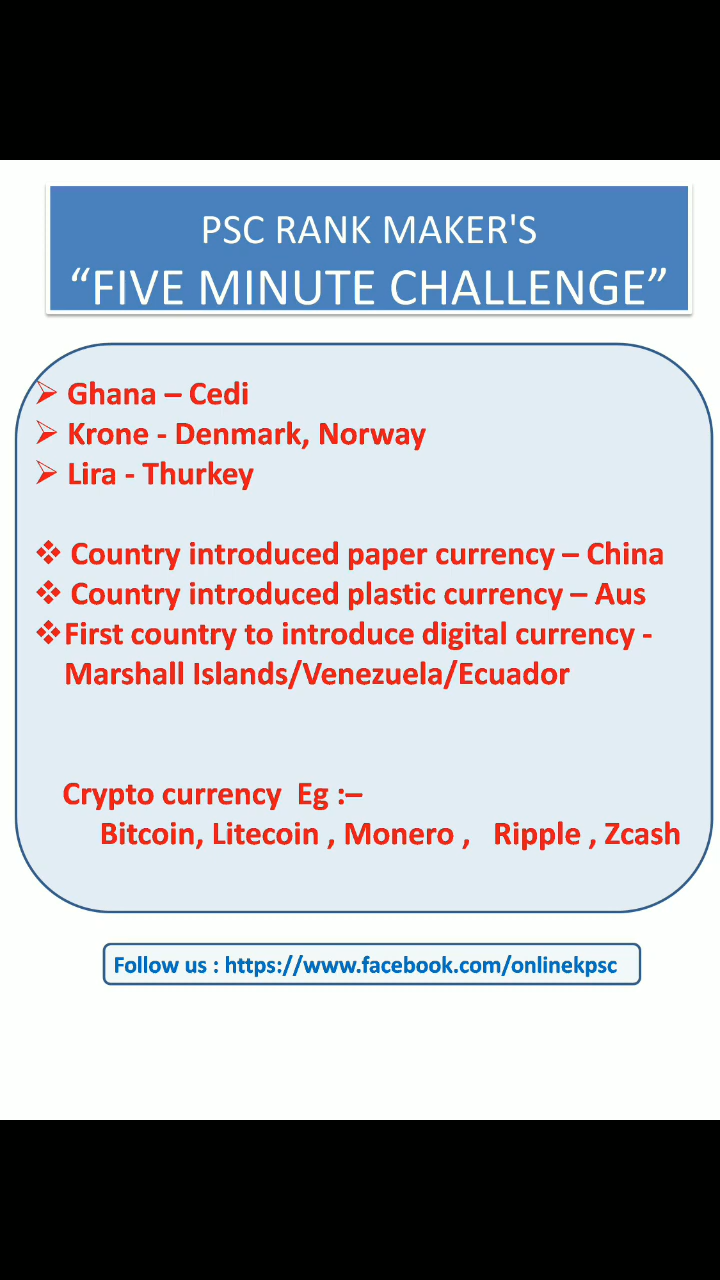 PSC RANK MAKER'S
“FIVE MINUTE CHALLENGE”
Ghana – Cedi
Krone - Denmark, Norway
Lira - Thurkey
Country introduced paper currency – China
Country introduced plastic currency – Aus
First country to introduce digital currency -
Marshall Islands/Venezuela/Ecuador
Crypto currency Eg :–
Bitcoin, Litecoin , Monero , Ripple , Zcash
Follow us : https://www.facebook.com/onlinekpsc